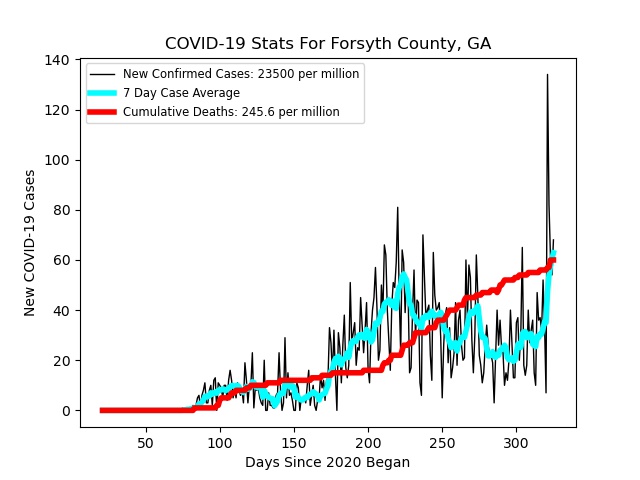 COVID-19 Stats For Forsyth County, GA
New Confirmed Cases: 23500 per million
7 Day Case Average
Cumulative Deaths: 245.6 per million
New COVID-19 Cases
140
120
100
80
60
40
20
0
50 100 150 200 250 300
Days Since 2020 Began